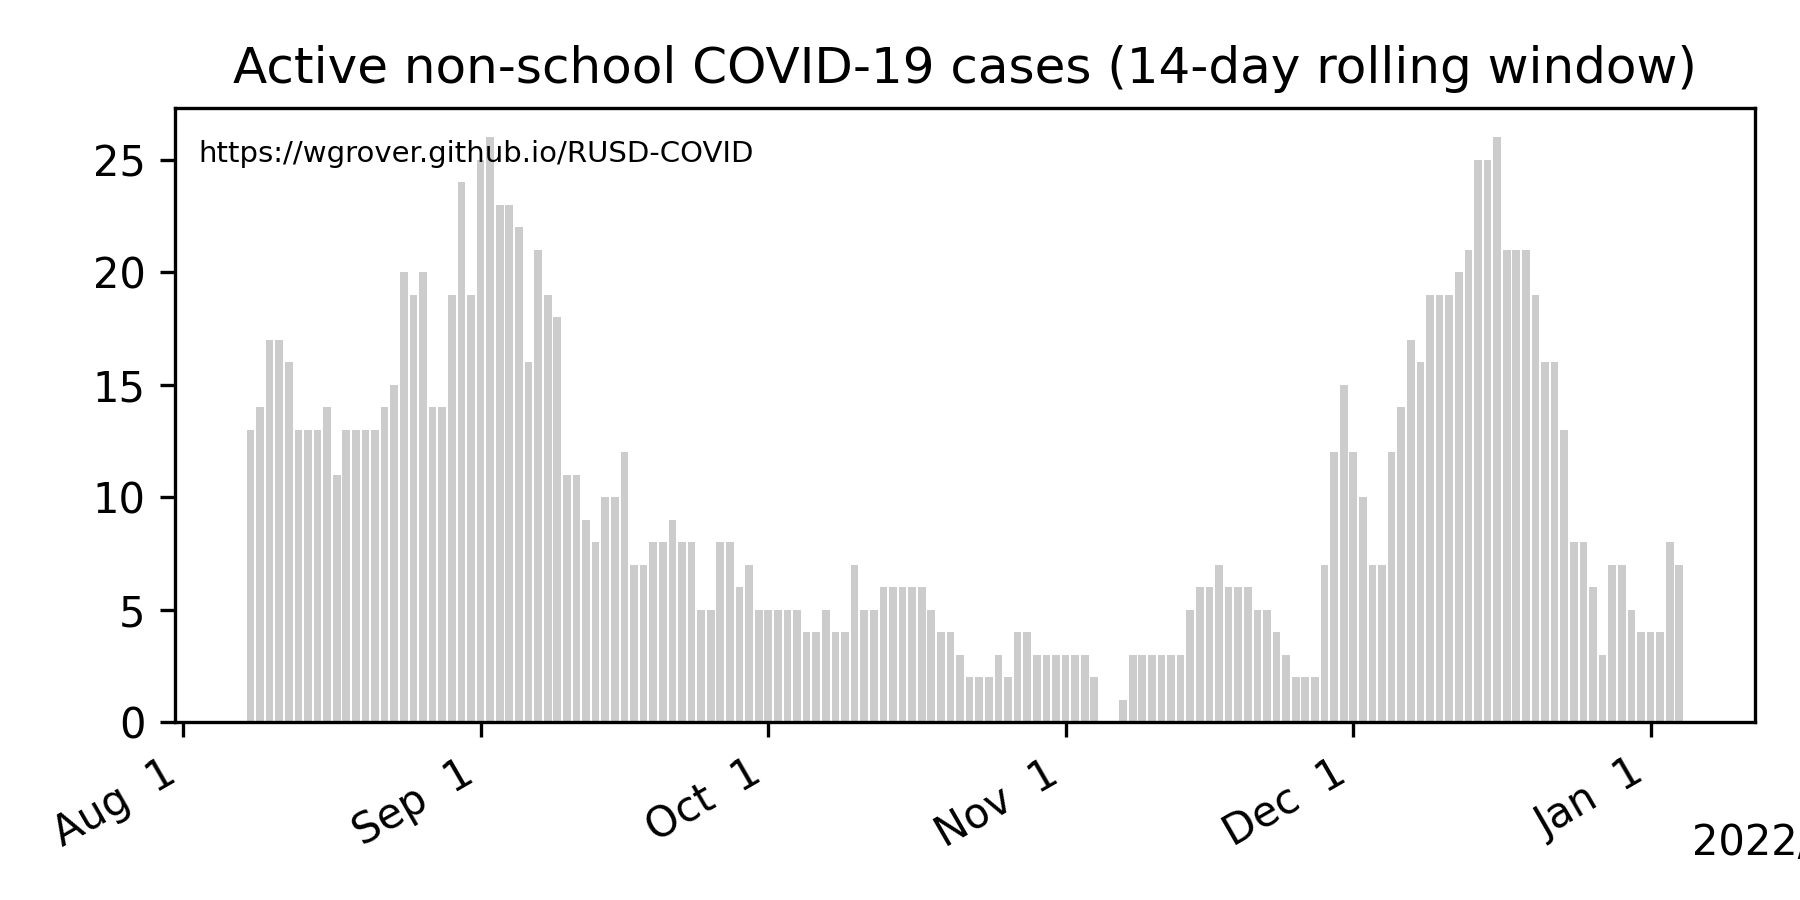 Active non-school COVID-19 cases (14-day rolling window)
https://wgrover.github.io/RUSD-COVID
25
20
15
10
5
0
Aug 1
Sep 1
Oct 1
Nov 1
Dec 1
Jan 1
2022,